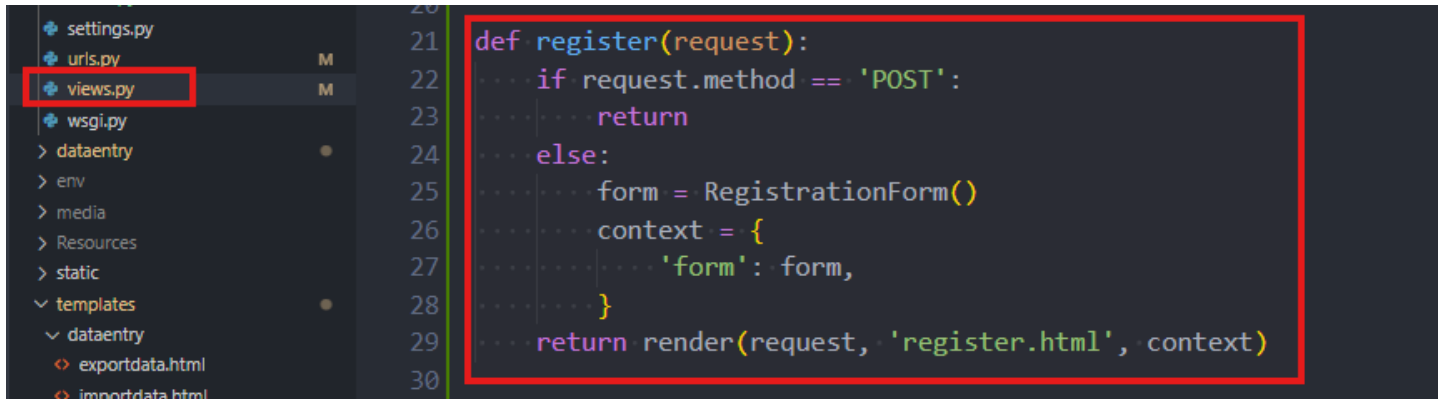 settings.py
urls.py M
views.py M
wsgi.py
> dataentry
> env
> media
> Resources
> static
templates
dataentry
<> exportdata.html
<> importdata.html
20
21 def register(request):
22 if request.method == 'POST':
23 return
24 else:
25 form = RegistrationForm()
26 context = {
27 'form': form,
28 }
29 return render(request, 'register.html', context)
30